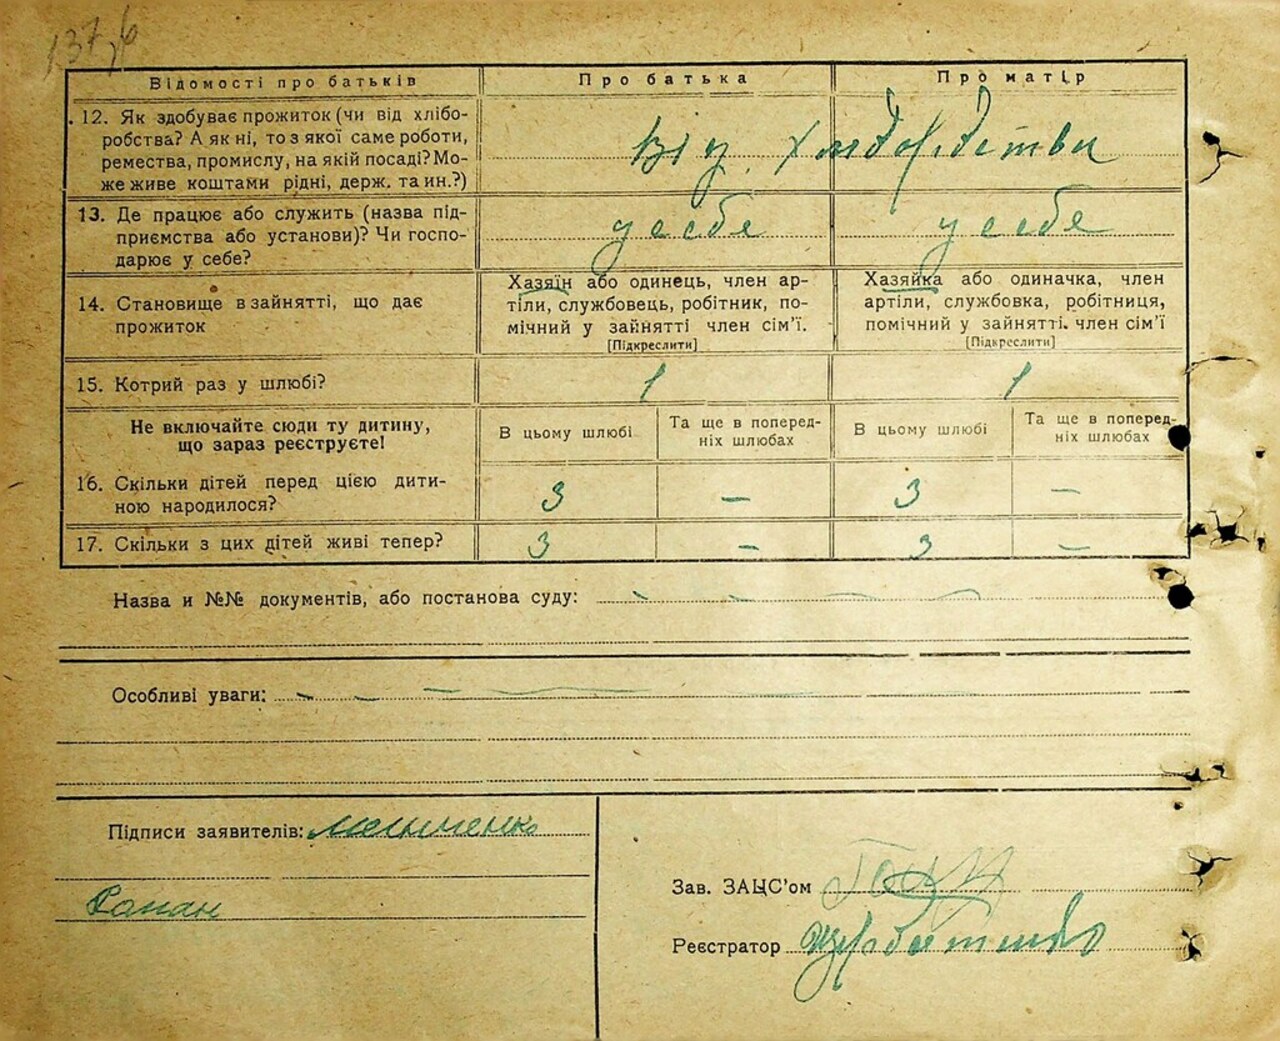 137,б
Відомості про батьків
Про батька
Про матір
12. Як здобуває прожиток (чи від хлібо-
робства? А як ні, то з якої саме роботи,
ремества, промислу, на якій посаді? Мо-
же живе коштами рідні, держ. та ин.?)
Від хліборобства
13. Де працює або служить (назва під-
приємства або установи)? Чи госпо-
дарює у себе?
у себе
у себе
14. Становище в зайнятті, що дає
прожиток
Хазяїн або одинець, член ар-
тіли, службовець, робітник, по-
мічний у зайнятті член сім'ї.
[Підкреслити]
Хазяйка або одиначка, член
артіли, службовка, робітниця,
помічний у зайнятті. член сім'ї
[Підкреслити]
15. Котрий раз у шлюбі?
1
1
Не включайте сюди ту дитину,
що зараз реєструєте!
В цьому шлюбі
Та ще в поперед-
ніх шлюбах
В цьому шлюбі
Та ще в поперед-
ніх шлюбах
16. Скільки дітей перед цією дити-
ною народилося?
3 – 3 –
17. Скільки з цих дітей живі тепер?
3 – 3 –
Назва и №№ документів, або постанова суду:
Особливі уваги:
Підписи заявителів:
Зав. ЗАЦС'ом
Реєстратор